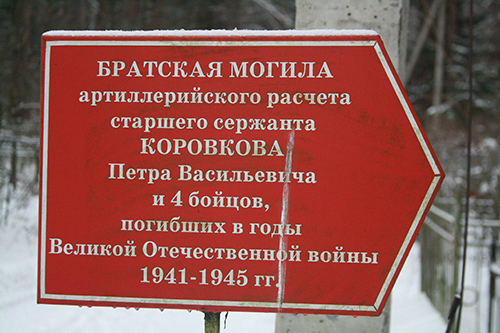 БРАТСКАЯ МОГИЛА
артиллерийского расчета
старшего сержанта
КОРОВКОВА
Петра Васильевича
и 4 бойцов,
погибших в годы
Великой Отечественной войны
1941-1945 гг.